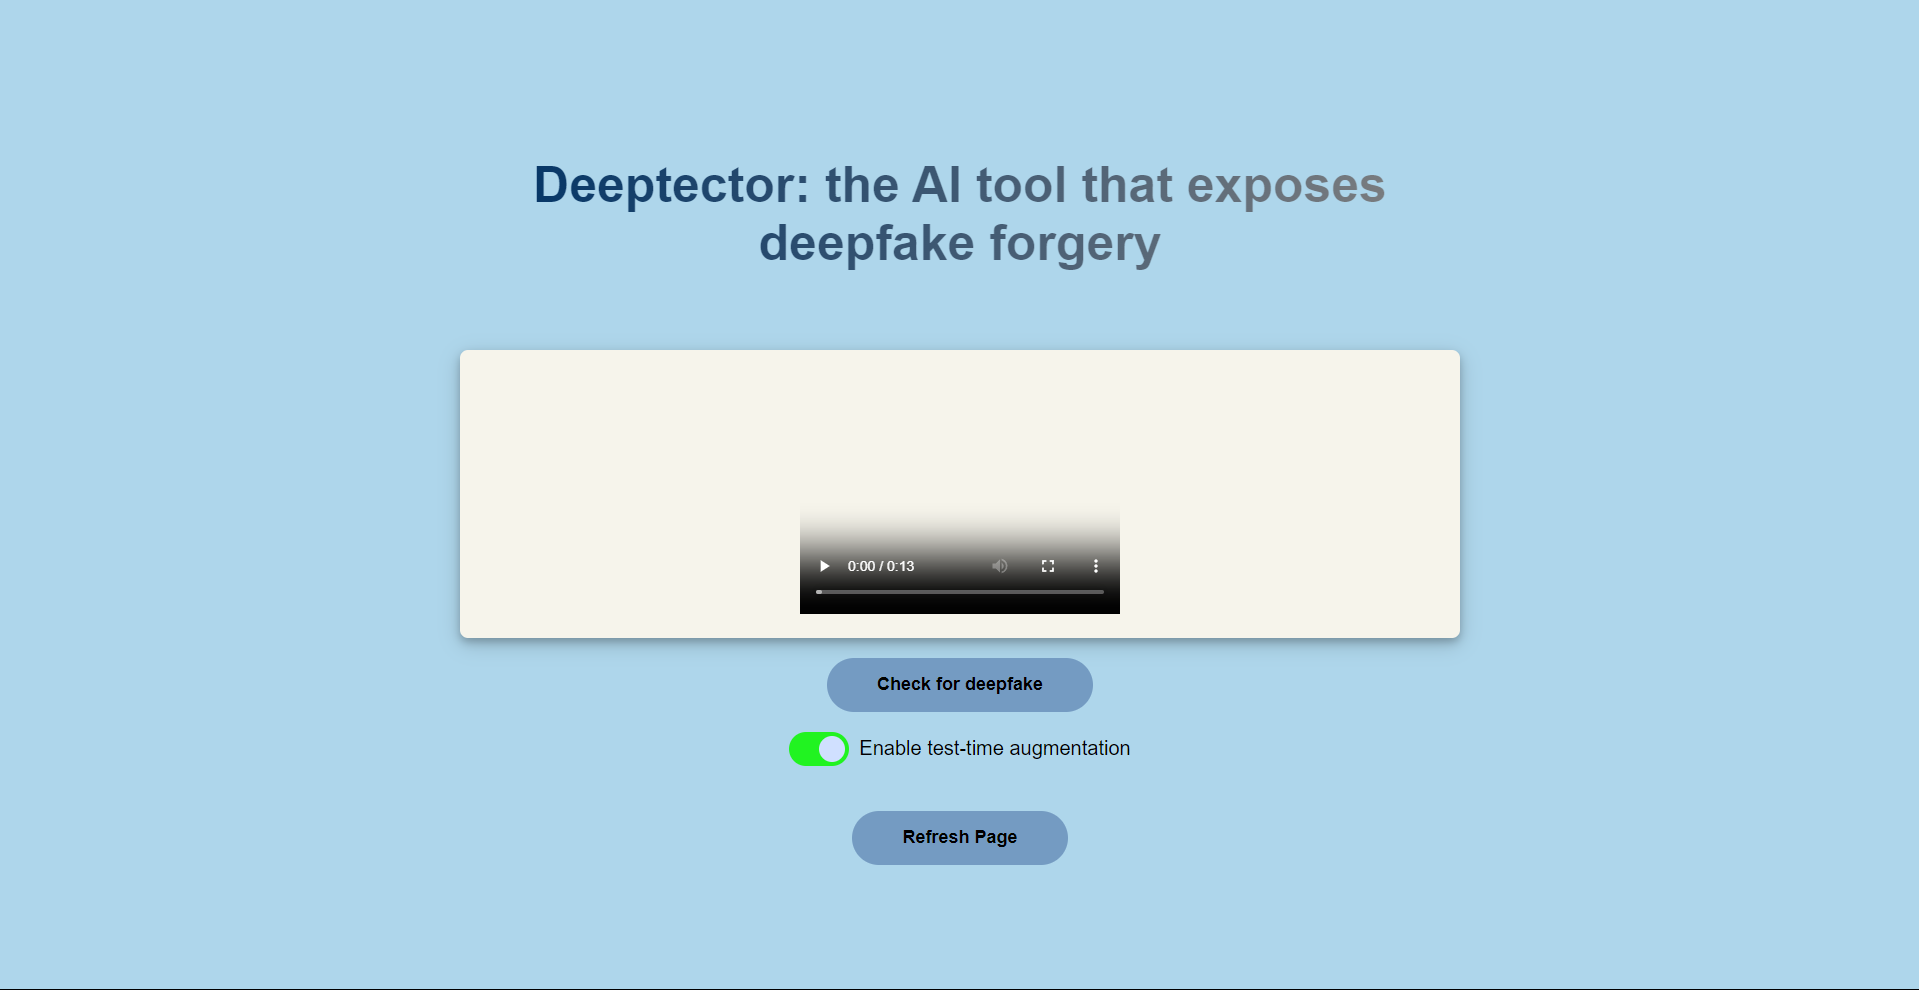 Deeptector: the AI tool that exposes
deepfake forgery
0:00 / 0:13
Check for deepfake
Enable test-time augmentation
Refresh Page